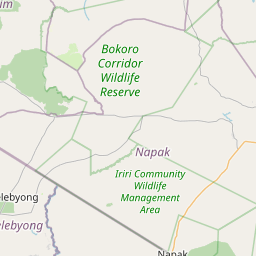 Bokoro
Corridor
Wildlife
Reserve
Napak
Iriri Community
Wildlife
Management
Area
lebyong
lebyong
Napak